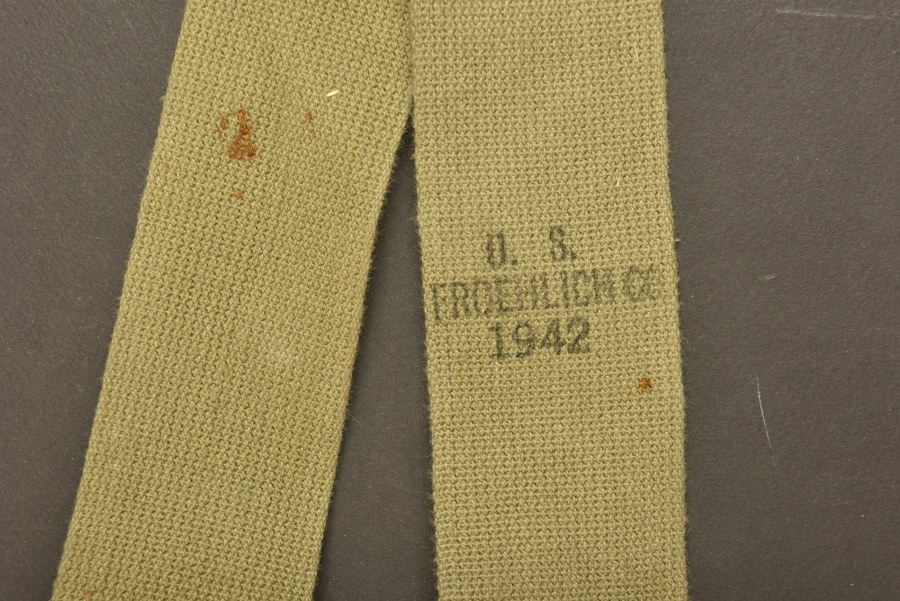 U. S.
FROEHLICH CO
1942